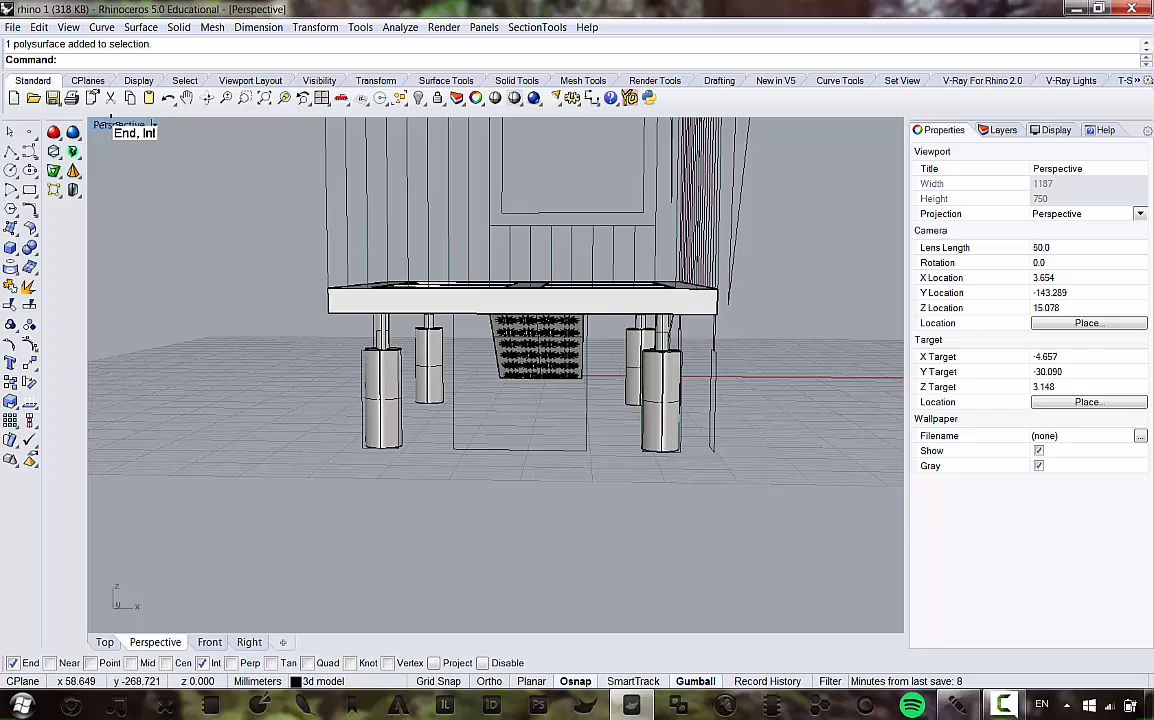 rhino 1 (318 KB) - Rhinoceros 5.0 Educational - [Perspective]
File Edit View Curve Surface Solid Mesh Dimension Transform Tools Analyze Render Panels SectionTools Help
1 polysurface added to selection.
Command:
Standard CPlanes Display Select Viewport Layout Visibility Transform Surface Tools Solid Tools Mesh Tools Render Tools Drafting New in V5 Curve Tools Set View V-Ray For Rhino 2.0 V-Ray Lights T-S
Perspective
End, Int
Properties Layers Display Help
Viewport
Title Perspective
Width 1187
Height 750
Projection Perspective
Camera
Lens Length 50.0
Rotation 0.0
X Location 3.654
Y Location -143.289
Z Location 15.078
Location Place...
Target
X Target -4.657
Y Target -30.090
Z Target 3.148
Location Place...
Wallpaper
Filename (none) ...
Show
Gray
z
y x
Top Perspective Front Right
End Near Point Mid Cen Int Perp Tan Quad Knot Vertex Project Disable
CPlane x 58.649 y -268.721 z 0.000 Millimeters 3d model Grid Snap Ortho Planar Osnap SmartTrack Gumball Record History Filter Minutes from last save: 8
IL ID PS EN